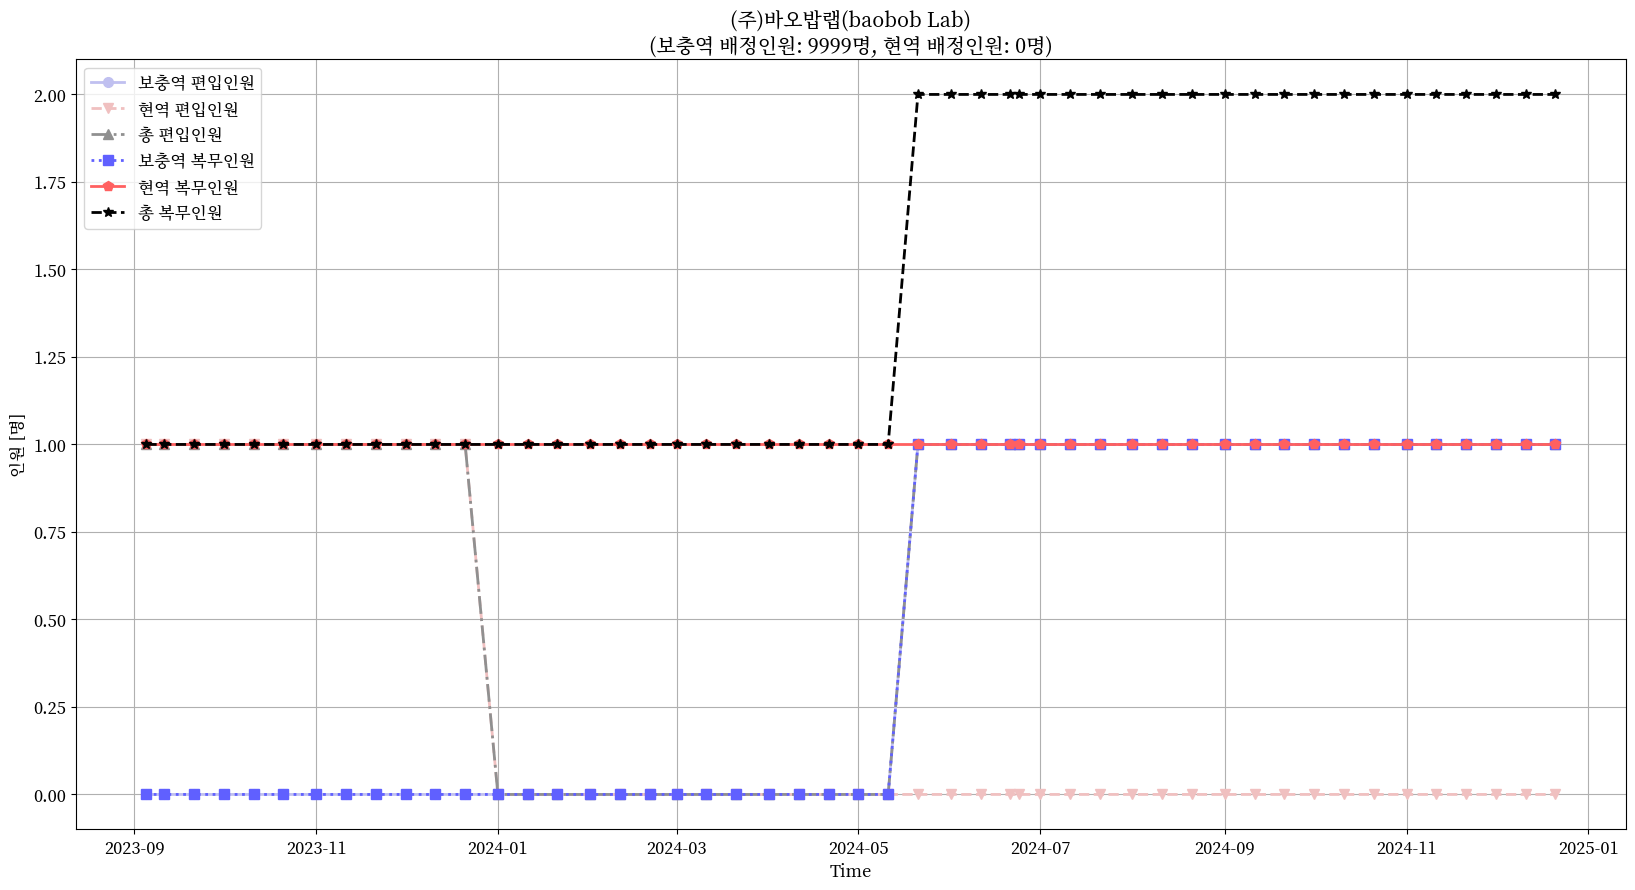 (주)바오밥랩(baobob Lab)
(보충역 배정인원: 9999명, 현역 배정인원: 0명)
보충역 편입인원
현역 편입인원
총 편입인원
보충역 복무인원
현역 복무인원
총 복무인원
2.00
1.75
1.50
1.25
1.00
0.75
0.50
0.25
0.00
인원 [명]
2023-09
2023-11
2024-01
2024-03
2024-05
2024-07
2024-09
2024-11
2025-01
Time